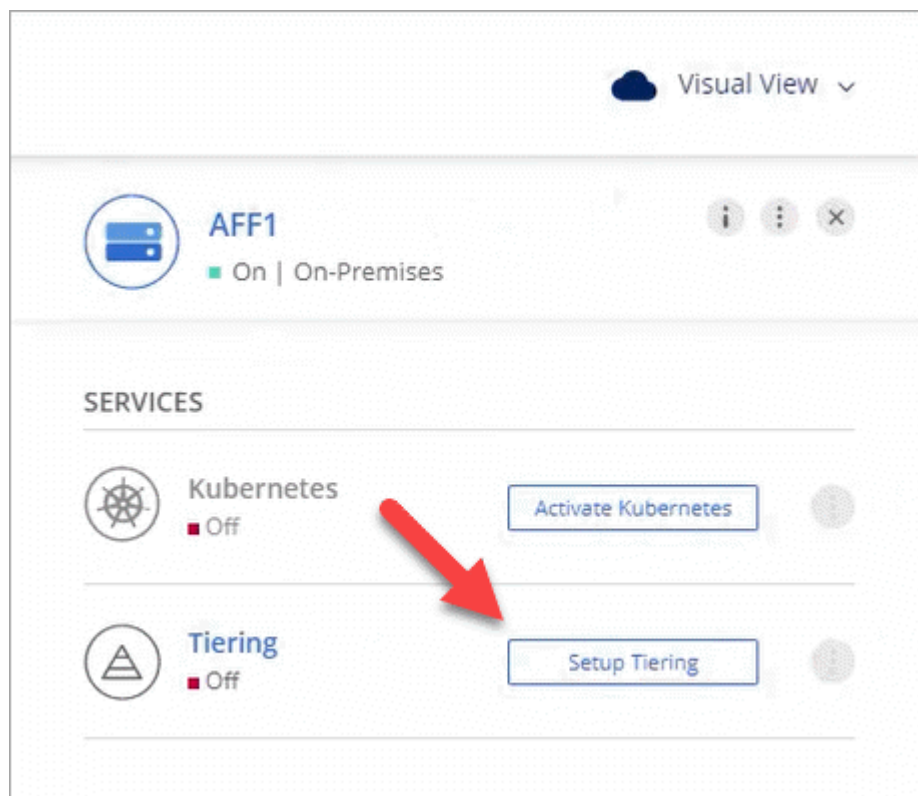 Visual View
AFF1
On | On-Premises
SERVICES
Kubernetes
Off
Activate Kubernetes
Tiering
Off
Setup Tiering